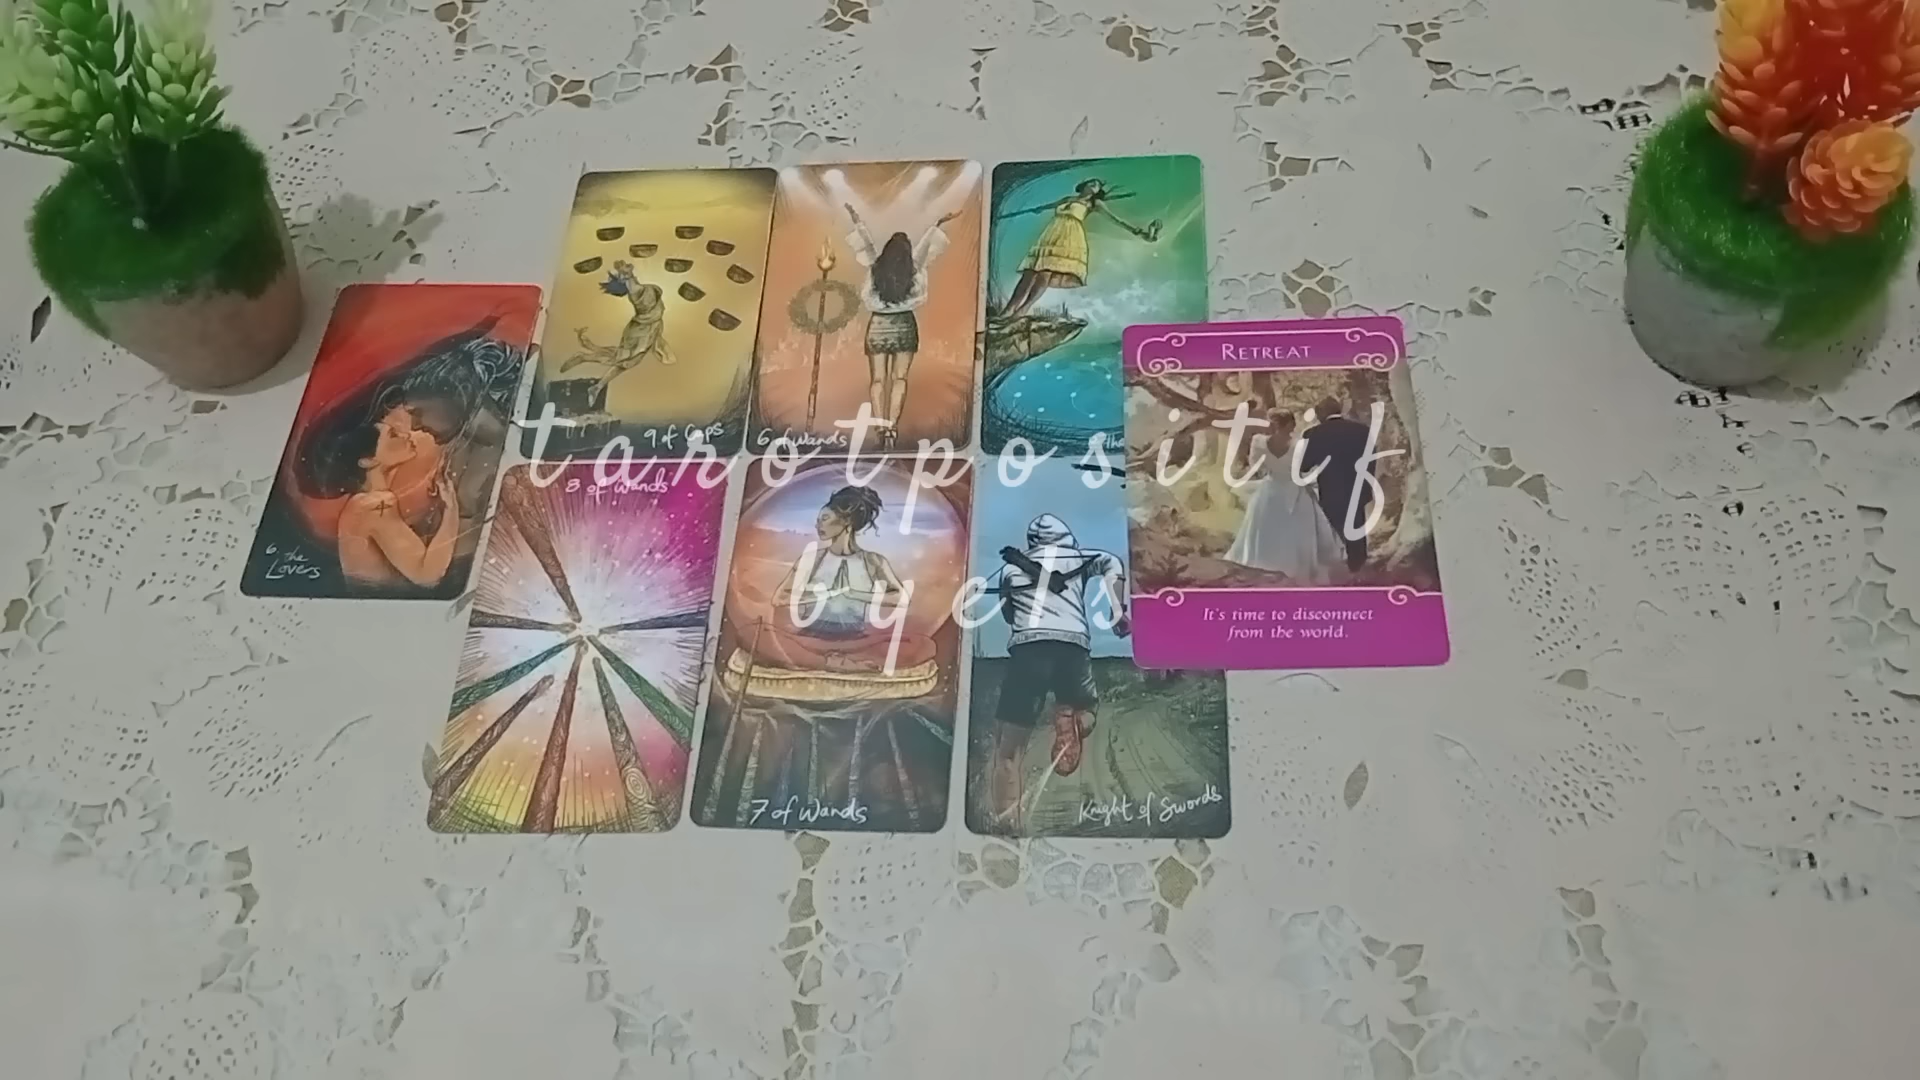 9 of Cups
6 of Wands
6 the
Lovers
8 of Wands
7 of Wands
Knight of Swords
RETREAT
It's time to disconnect
from the world.
tarotpositif
byels